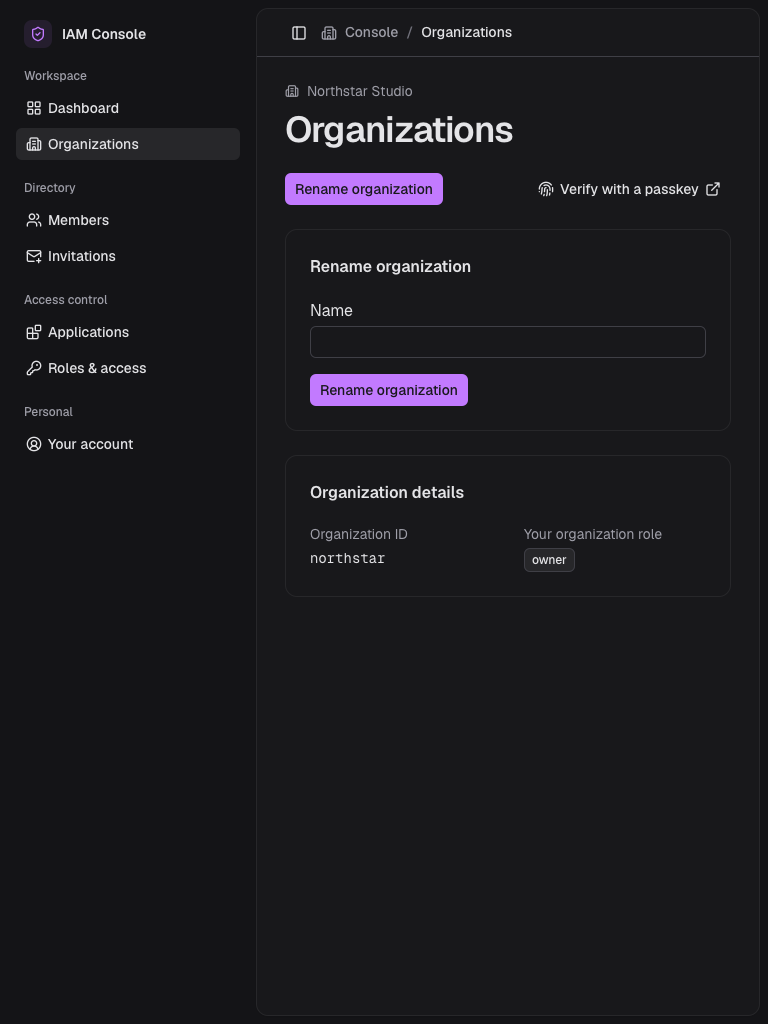 IAM Console
Workspace
Dashboard
Organizations
Directory
Members
Invitations
Access control
Applications
Roles & access
Personal
Your account
Console / Organizations
Northstar Studio
Organizations
Rename organization
Verify with a passkey
Rename organization
Name
Rename organization
Organization details
Organization ID
northstar
Your organization role
owner